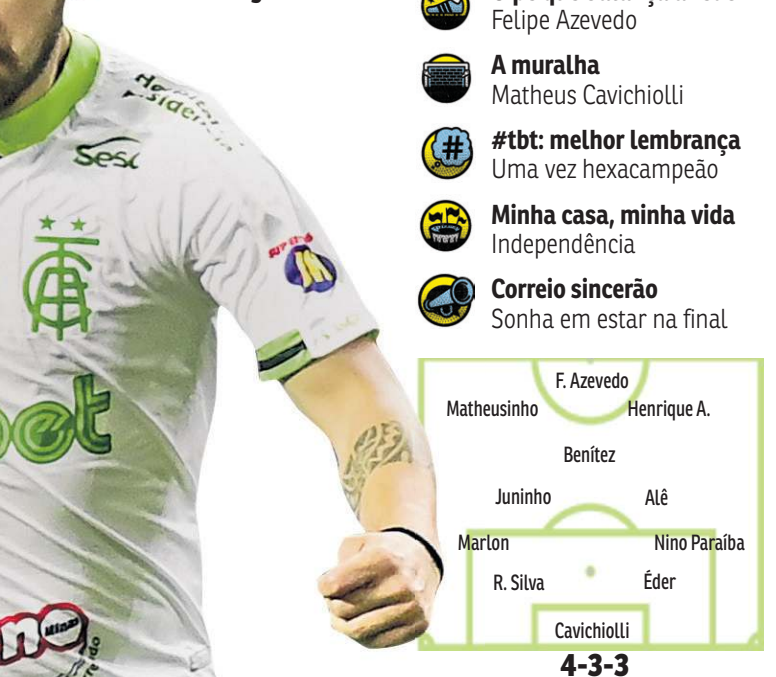 Felipe Azevedo
A muralha
Matheus Cavichiolli
#tbt: melhor lembrança
Uma vez hexacampeão
Minha casa, minha vida
Independência
Correio sincerão
Sonha em estar na final
F. Azevedo
Matheusinho Henrique A.
Benítez
Juninho Alê
Marlon Nino Paraíba
R. Silva Éder
Cavichiolli
4-3-3
Sesc
bet
Minas
#